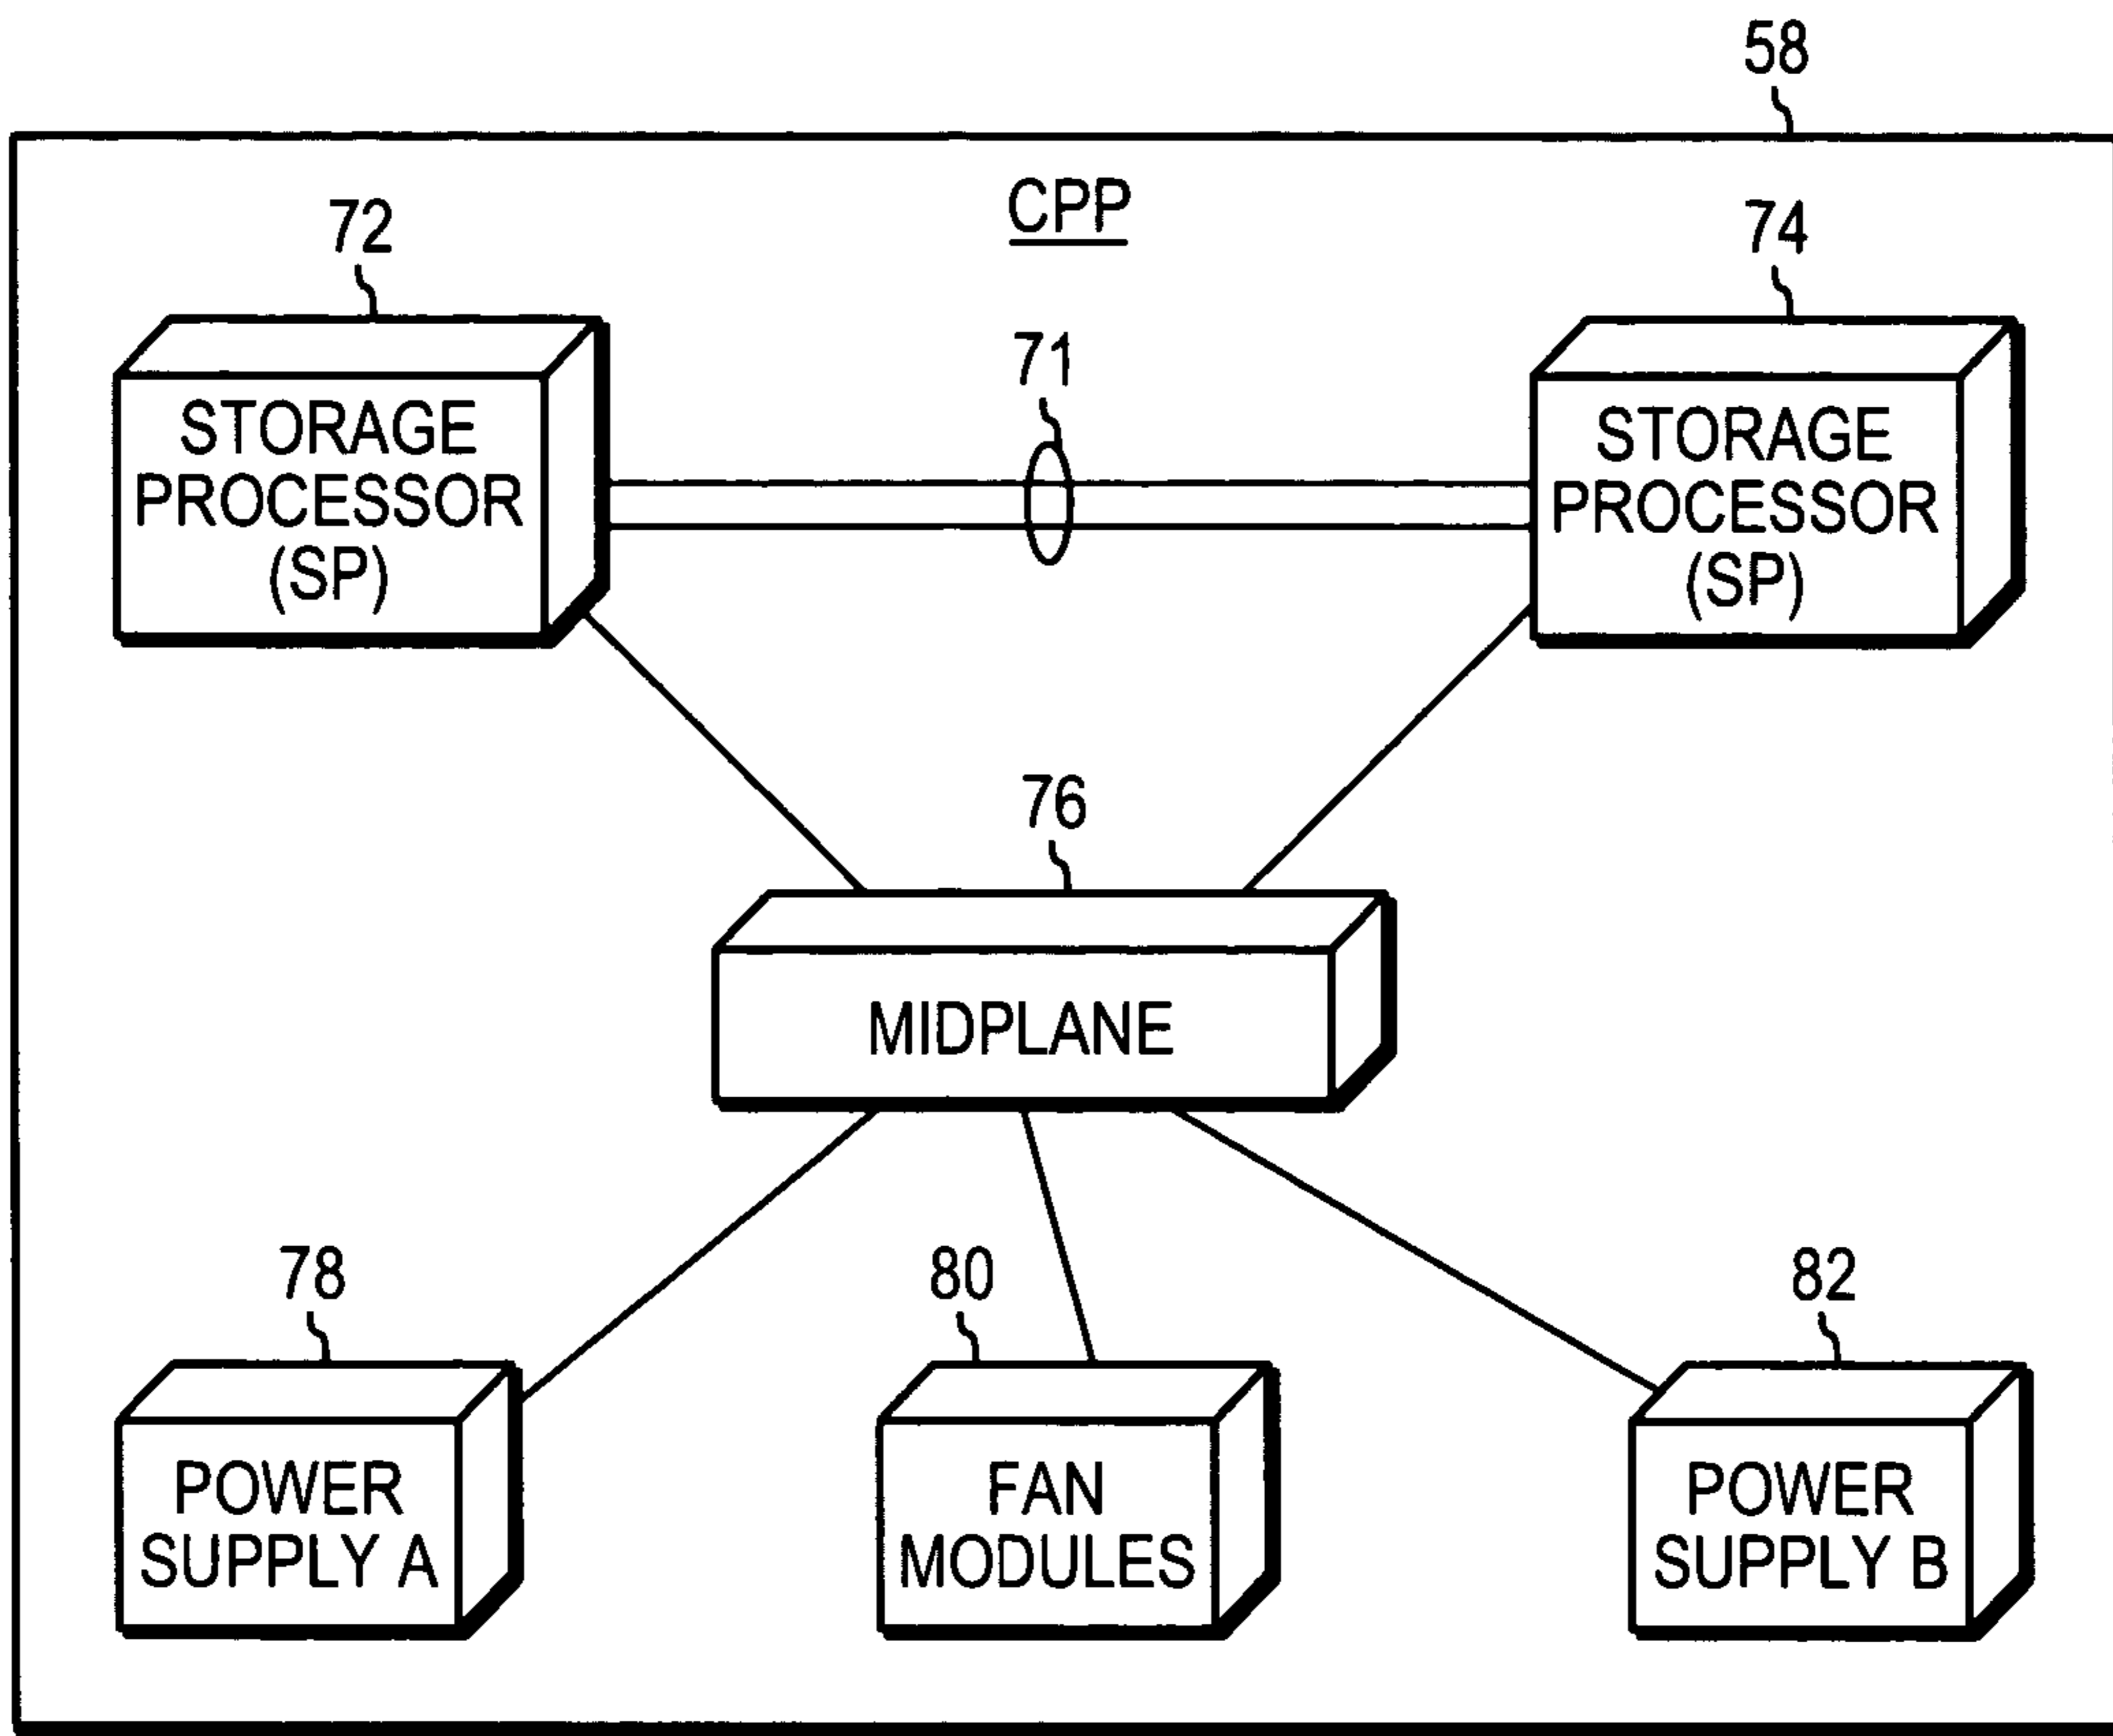 58
CPP
72
74
71
STORAGE
PROCESSOR
(SP)
STORAGE
PROCESSOR
(SP)
76
MIDPLANE
78
80
82
POWER
SUPPLY A
FAN
MODULES
POWER
SUPPLY B